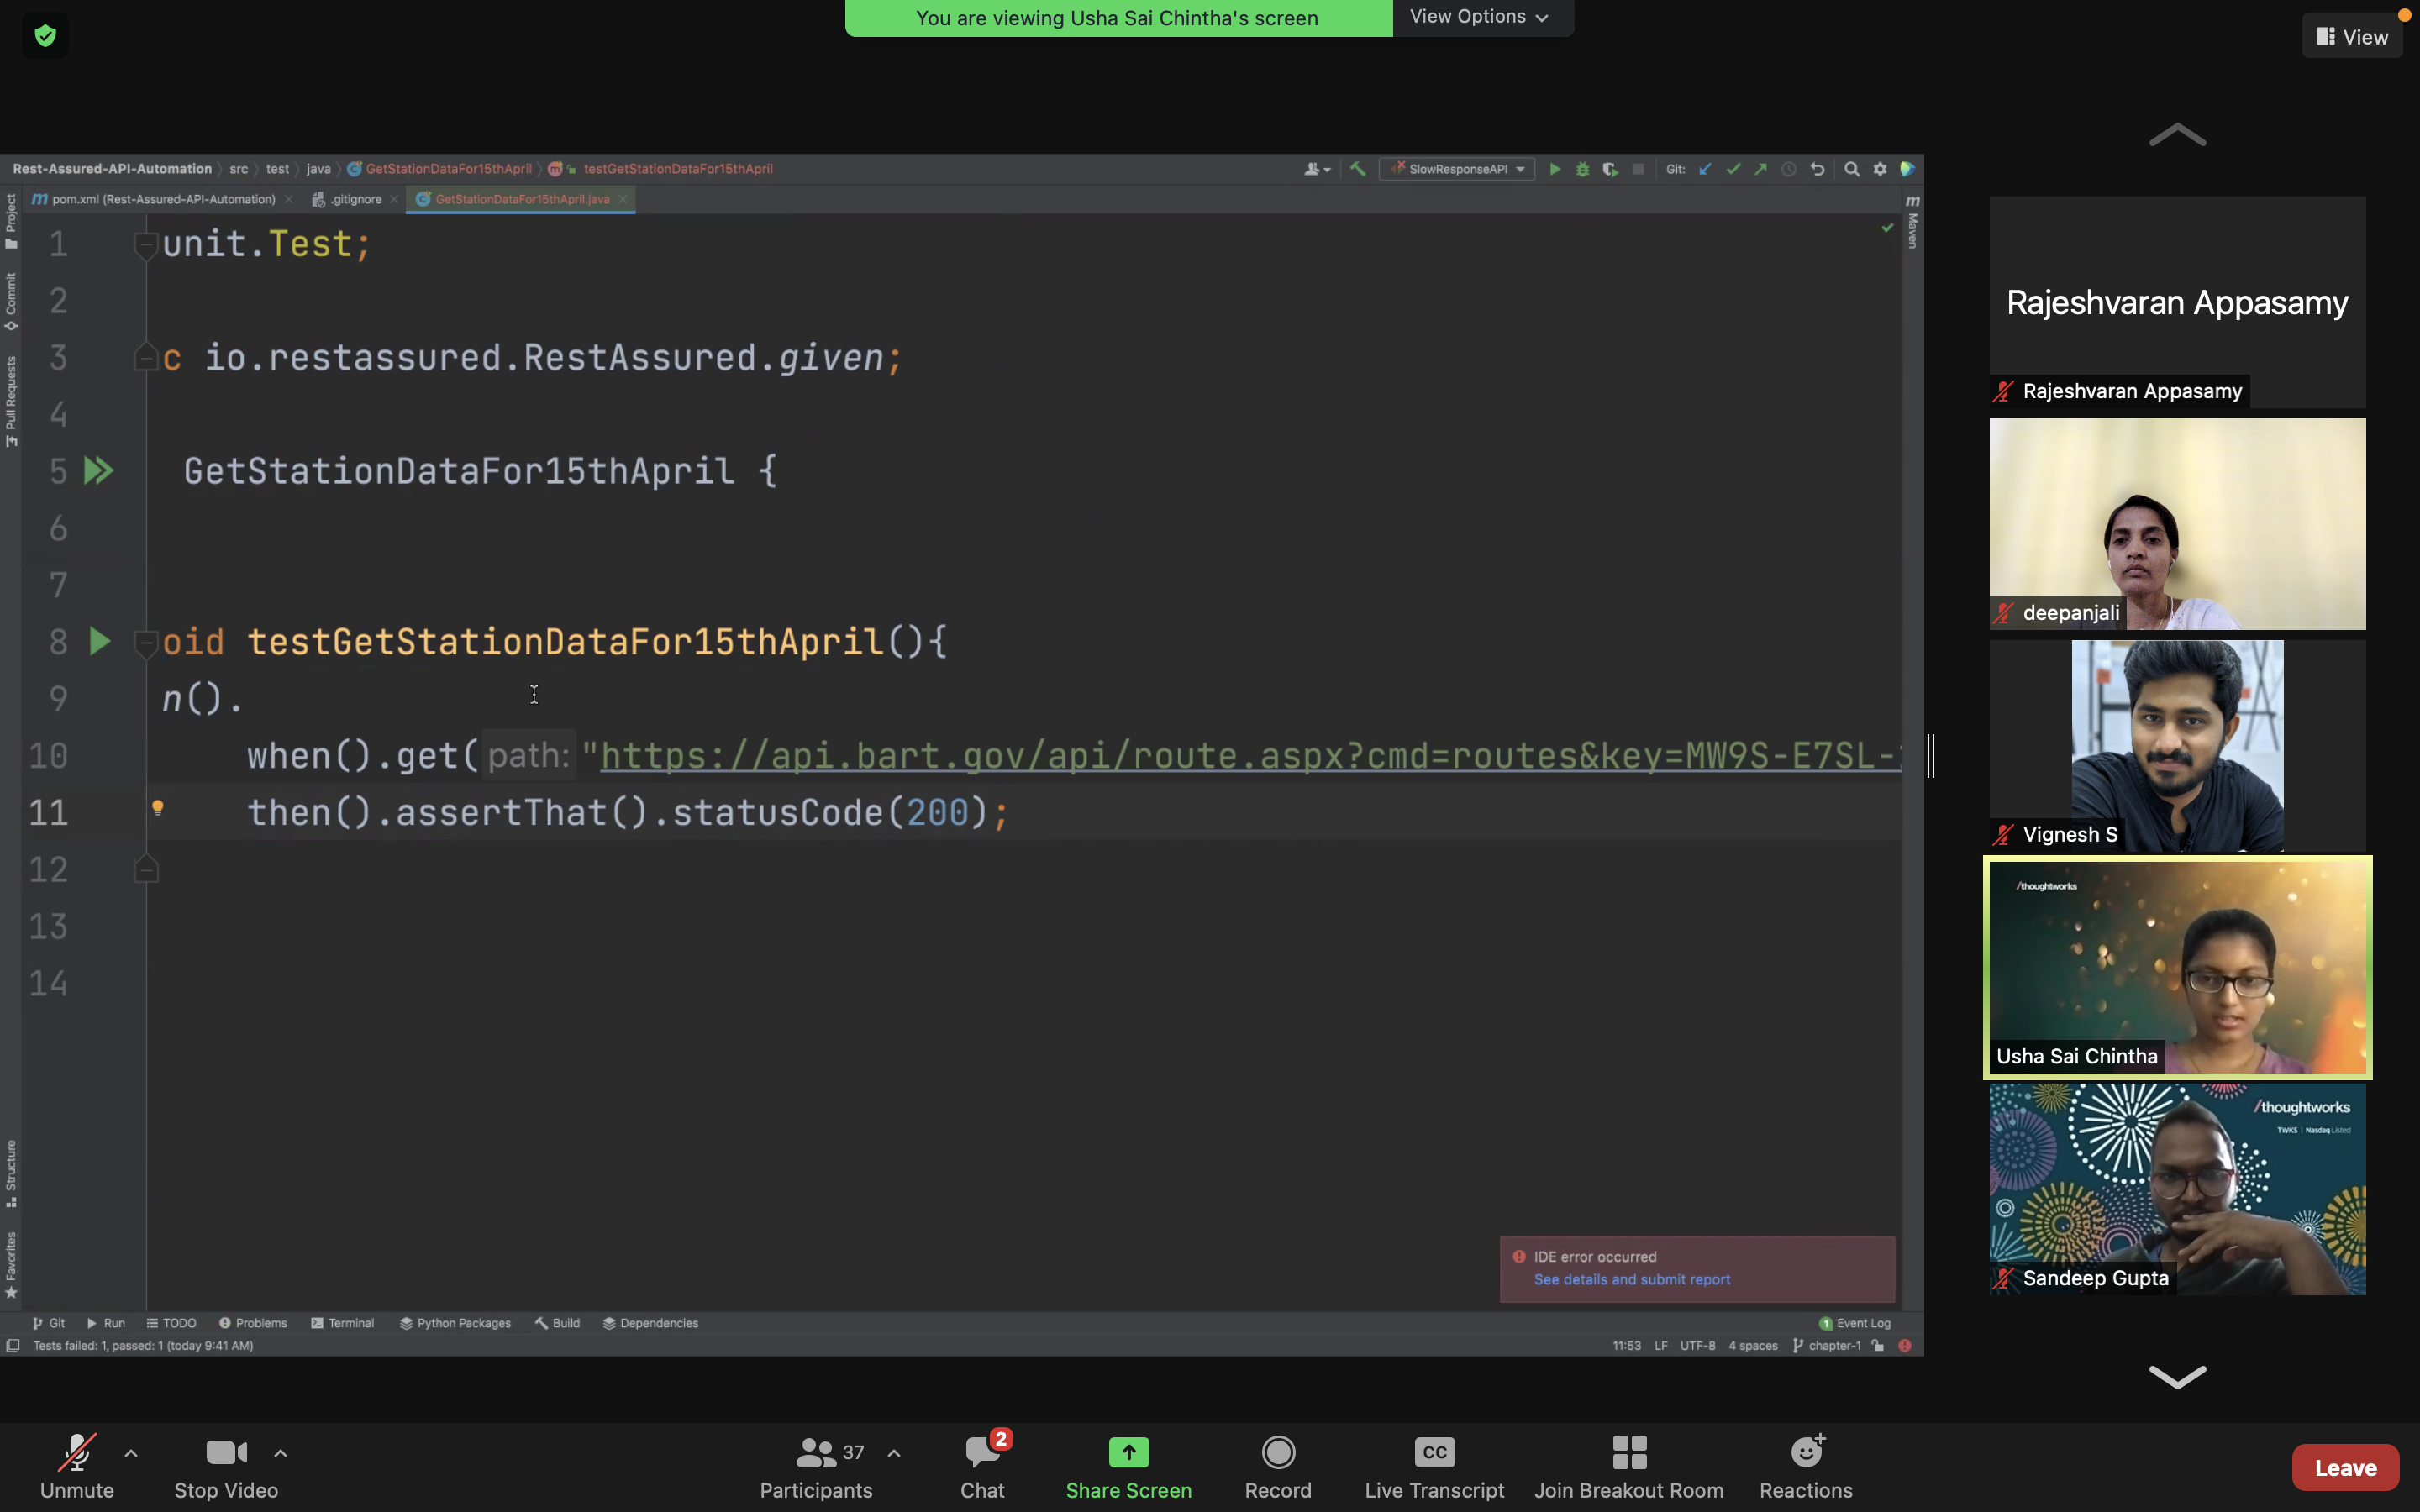 You are viewing Usha Sai Chintha's screen
View Options
View
Rest-Assured-API-Automation
src
test
java
GetStationDataFor15thApril
testGetStationDataFor15thApril
SlowResponseAPI
Git:
pom.xml (Rest-Assured-API-Automation)
.gitignore
GetStationDataFor15thApril.java
Project
Commit
Pull Requests
Structure
Favorites
Maven
1 unit.Test;
2
3 c io.restassured.RestAssured.given;
4
5 GetStationDataFor15thApril {
6
7
8 oid testGetStationDataFor15thApril(){
9 n().
10 when().get( path: "https://api.bart.gov/api/route.aspx?cmd=routes&key=MW9S-E7SL-
11 then().assertThat().statusCode(200);
12
13
14
IDE error occurred
See details and submit report
Git
Run
TODO
Problems
Terminal
Python Packages
Build
Dependencies
1 Event Log
Tests failed: 1, passed: 1 (today 9:41 AM)
11:53 LF UTF-8 4 spaces chapter-1
Rajeshvaran Appasamy
Rajeshvaran Appasamy
deepanjali
Vignesh S
/thoughtworks
Usha Sai Chintha
/thoughtworks
TWKS | Nasdaq Listed
Sandeep Gupta
Unmute
Stop Video
37
Participants
2
Chat
Share Screen
Record
CC
Live Transcript
Join Breakout Room
Reactions
Leave